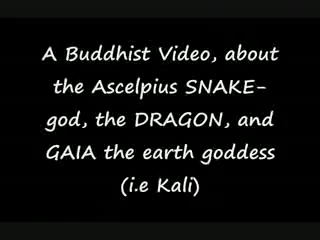 A Buddhist Video, about
the Ascelpius SNAKE-
god, the DRAGON, and
GAIA the earth goddess
(i.e Kali)